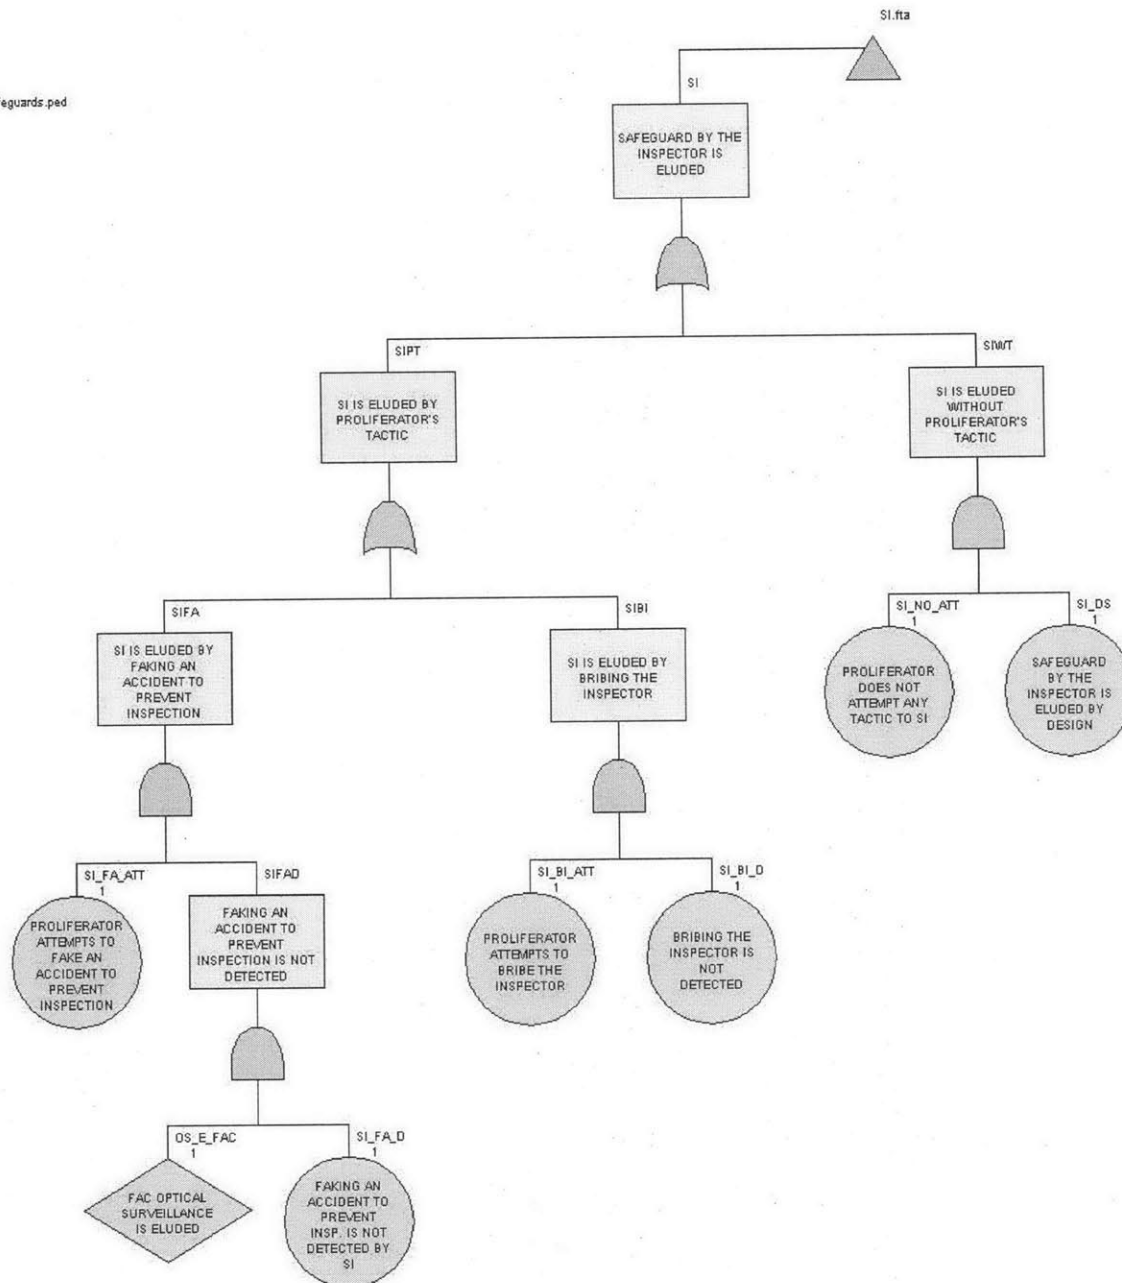 SI.fta
eguards.ped
SI
SAFEGUARD BY THE
INSPECTOR IS
ELUDED
SIPT
SIWT
SI IS ELUDED BY
PROLIFERATOR'S
TACTIC
SI IS ELUDED
WITHOUT
PROLIFERATOR'S
TACTIC
SIFA
SIBI
SI_NO_ATT
1
SI_DS
1
SI IS ELUDED BY
FAKING AN
ACCIDENT TO
PREVENT
INSPECTION
SI IS ELUDED BY
BRIBING THE
INSPECTOR
PROLIFERATOR
DOES NOT
ATTEMPT ANY
TACTIC TO SI
SAFEGUARD
BY THE
INSPECTOR IS
ELUDED BY
DESIGN
SI_FA_ATT
1
SIFAD
SI_BI_ATT
1
SI_BI_D
1
PROLIFERATOR
ATTEMPTS TO
FAKE AN
ACCIDENT TO
PREVENT
INSPECTION
FAKING AN
ACCIDENT TO
PREVENT
INSPECTION IS NOT
DETECTED
PROLIFERATOR
ATTEMPTS TO
BRIBE THE
INSPECTOR
BRIBING THE
INSPECTOR IS
NOT
DETECTED
OS_E_FAC
1
SI_FA_D
1
FAC OPTICAL
SURVEILLANCE
IS ELUDED
FAKING AN
ACCIDENT TO
PREVENT
INSP. IS NOT
DETECTED BY
SI